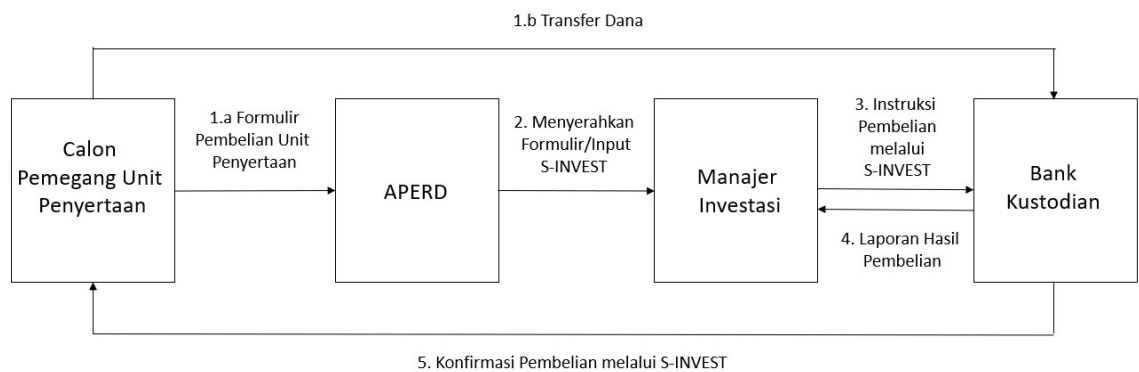 1.b Transfer Dana
Calon
Pemegang Unit
Penyertaan
1.a Formulir
Pembelian Unit
Penyertaan
APERD
2. Menyerahkan
Formulir/Input
S-INVEST
Manajer
Investasi
3. Instruksi
Pembelian
melalui
S-INVEST
4. Laporan Hasil
Pembelian
Bank
Kustodian
5. Konfirmasi Pembelian melalui S-INVEST